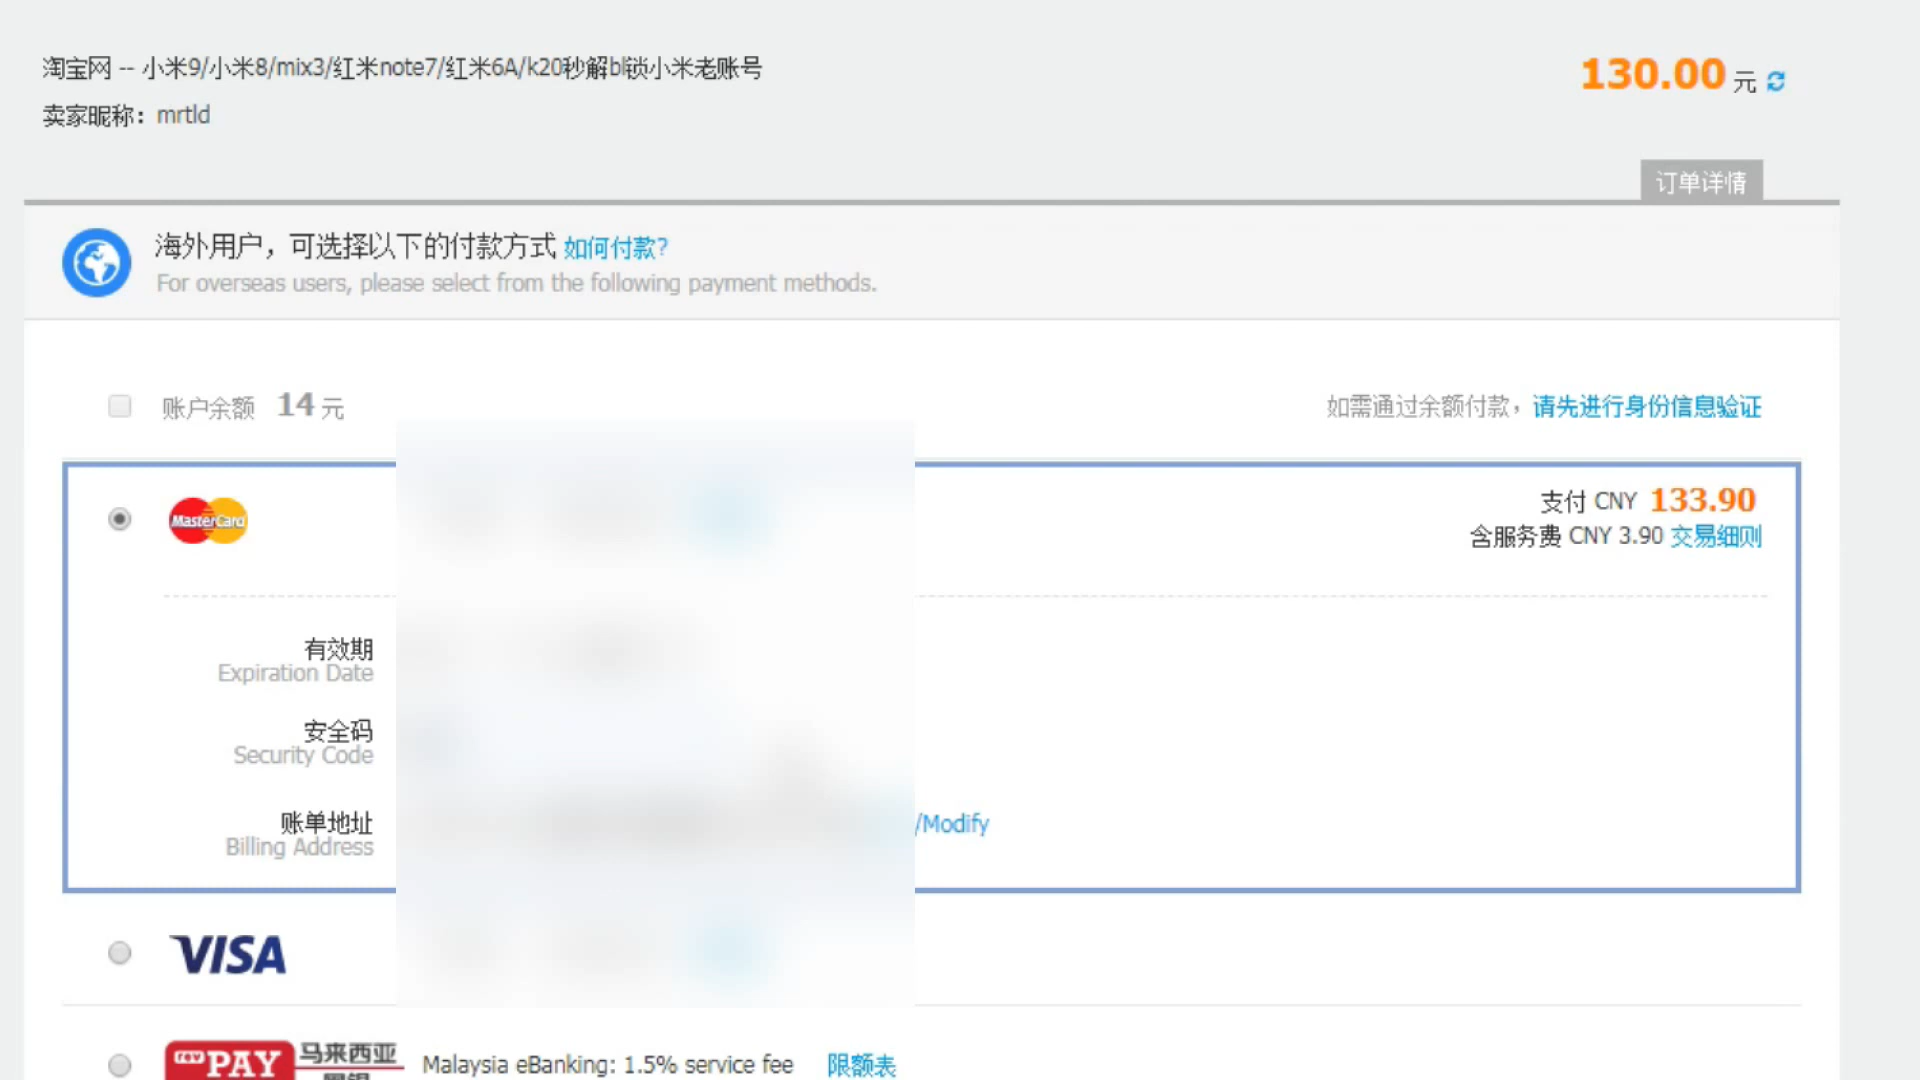 淘宝网 -- 小米9/小米8/mix3/红米note7/红米6A/k20秒解bl锁小米老账号
130.00 元
卖家昵称：mrtld
订单详情
海外用户，可选择以下的付款方式 如何付款?
For overseas users, please select from the following payment methods.
账户余额 14 元
如需通过余额付款，请先进行身份信息验证
MasterCard
支付 CNY 133.90
含服务费 CNY 3.90 交易细则
有效期
Expiration Date
安全码
Security Code
账单地址
Billing Address
/Modify
VISA
PAY 马来西亚
Malaysia eBanking: 1.5% service fee 限额表